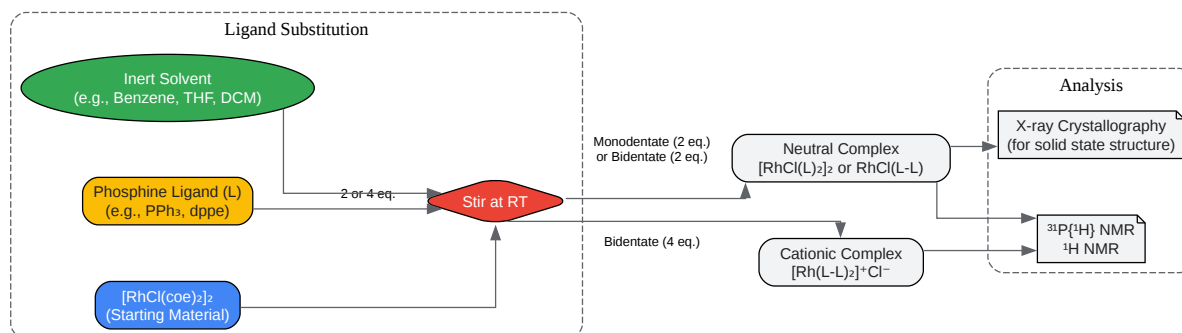 Ligand Substitution
Inert Solvent
(e.g., Benzene, THF, DCM)
Phosphine Ligand (L)
(e.g., PPh₃, dppe)
2 or 4 eq.
Stir at RT
[RhCl(coe)₂]₂
(Starting Material)
Monodentate (2 eq.)
or Bidentate (2 eq.)
Bidentate (4 eq.)
Neutral Complex
[RhCl(L)₂]₂ or RhCl(L-L)
Cationic Complex
[Rh(L-L)₂]⁺Cl⁻
Analysis
X-ray Crystallography
(for solid state structure)
³¹P{¹H} NMR
¹H NMR